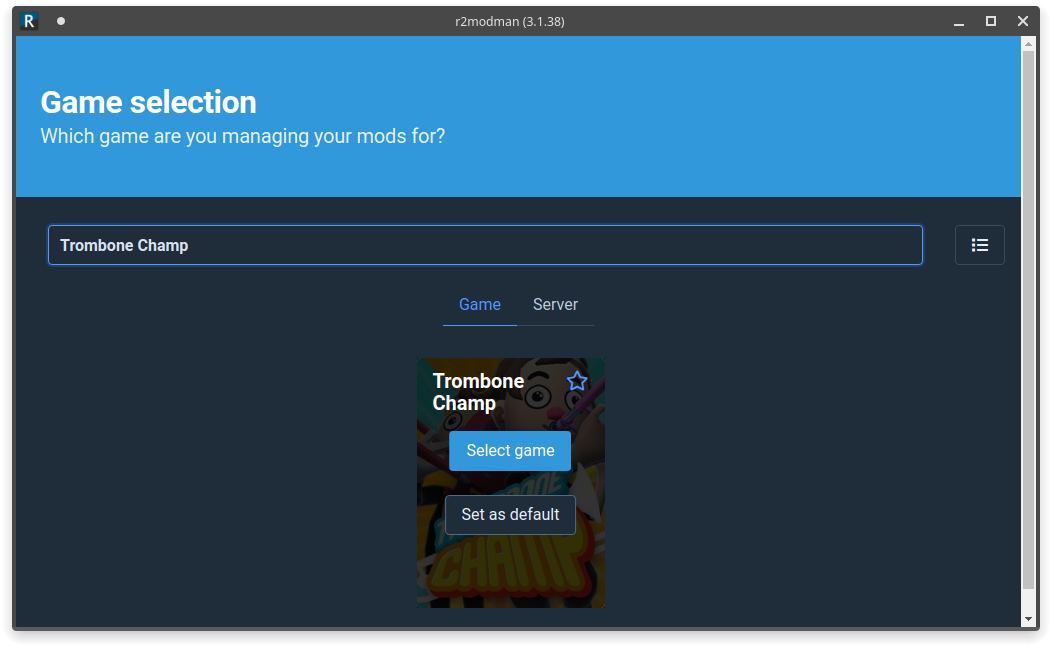 R
r2modman (3.1.38)
Game selection
Which game are you managing your mods for?
Trombone Champ
Game
Server
Trombone
Champ
Select game
Set as default
CHAMP